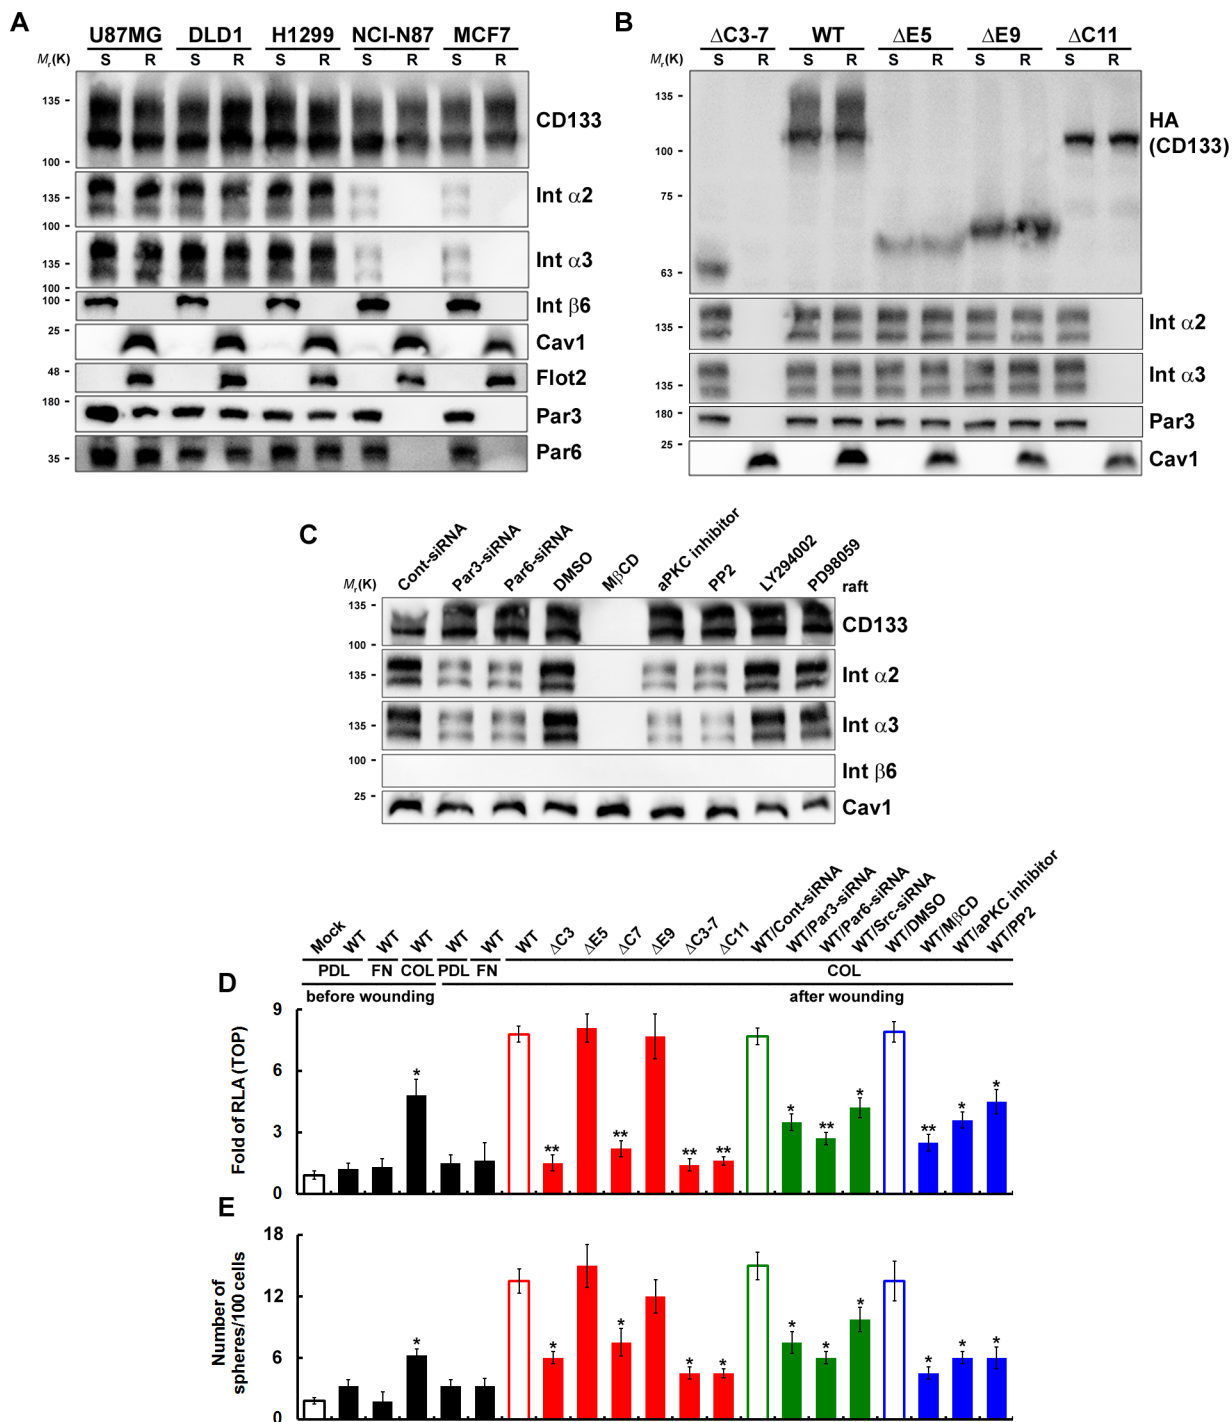 A
U87MG DLD1 H1299 NCI-N87 MCF7
Mr(K) S R S R S R S R S R
135
100
CD133
135
100
Int α2
135
100
Int α3
100
Int β6
25
Cav1
48
Flot2
180
Par3
35
Par6
B
ΔC3-7 WT ΔE5 ΔE9 ΔC11
Mr(K) S R S R S R S R S R
135
100
75
63
HA
(CD133)
135
Int α2
135
Int α3
180
Par3
25
Cav1
C
Cont-siRNA Par3-siRNA Par6-siRNA DMSO MβCD aPKC inhibitor PP2 LY294002 PD98059
Mr(K) raft
135
100
CD133
135
Int α2
135
Int α3
100
Int β6
25
Cav1
Mock WT WT WT WT WT WT ΔC3 ΔE5 ΔC7 ΔE9 ΔC3-7 ΔC11 WT/Cont-siRNA WT/Par3-siRNA WT/Par6-siRNA WT/Src-siRNA WT/DMSO WT/MβCD WT/aPKC inhibitor WT/PP2
PDL FN COL PDL FN COL
before wounding after wounding
D
Fold of RLA (TOP)
9
6
3
0
* ** ** ** ** * ** * ** * *
E
Number of
spheres/100 cells
18
12
6
0
* * * * * * * * * * *